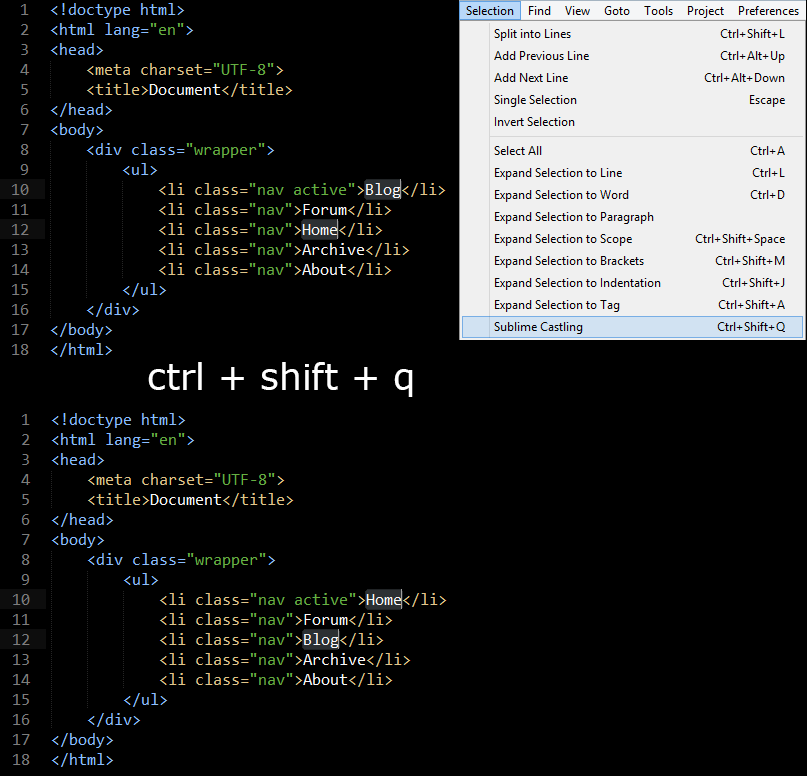 1 <!doctype html>
2 <html lang="en">
3 <head>
4     <meta charset="UTF-8">
5     <title>Document</title>
6 </head>
7 <body>
8     <div class="wrapper">
9         <ul>
10             <li class="nav active">Blog</li>
11             <li class="nav">Forum</li>
12             <li class="nav">Home</li>
13             <li class="nav">Archive</li>
14             <li class="nav">About</li>
15         </ul>
16     </div>
17 </body>
18 </html>
Selection Find View Goto Tools Project Preferences
Split into Lines Ctrl+Shift+L
Add Previous Line Ctrl+Alt+Up
Add Next Line Ctrl+Alt+Down
Single Selection Escape
Invert Selection
Select All Ctrl+A
Expand Selection to Line Ctrl+L
Expand Selection to Word Ctrl+D
Expand Selection to Paragraph
Expand Selection to Scope Ctrl+Shift+Space
Expand Selection to Brackets Ctrl+Shift+M
Expand Selection to Indentation Ctrl+Shift+J
Expand Selection to Tag Ctrl+Shift+A
Sublime Castling Ctrl+Shift+Q
ctrl + shift + q
1 <!doctype html>
2 <html lang="en">
3 <head>
4     <meta charset="UTF-8">
5     <title>Document</title>
6 </head>
7 <body>
8     <div class="wrapper">
9         <ul>
10             <li class="nav active">Home</li>
11             <li class="nav">Forum</li>
12             <li class="nav">Blog</li>
13             <li class="nav">Archive</li>
14             <li class="nav">About</li>
15         </ul>
16     </div>
17 </body>
18 </html>